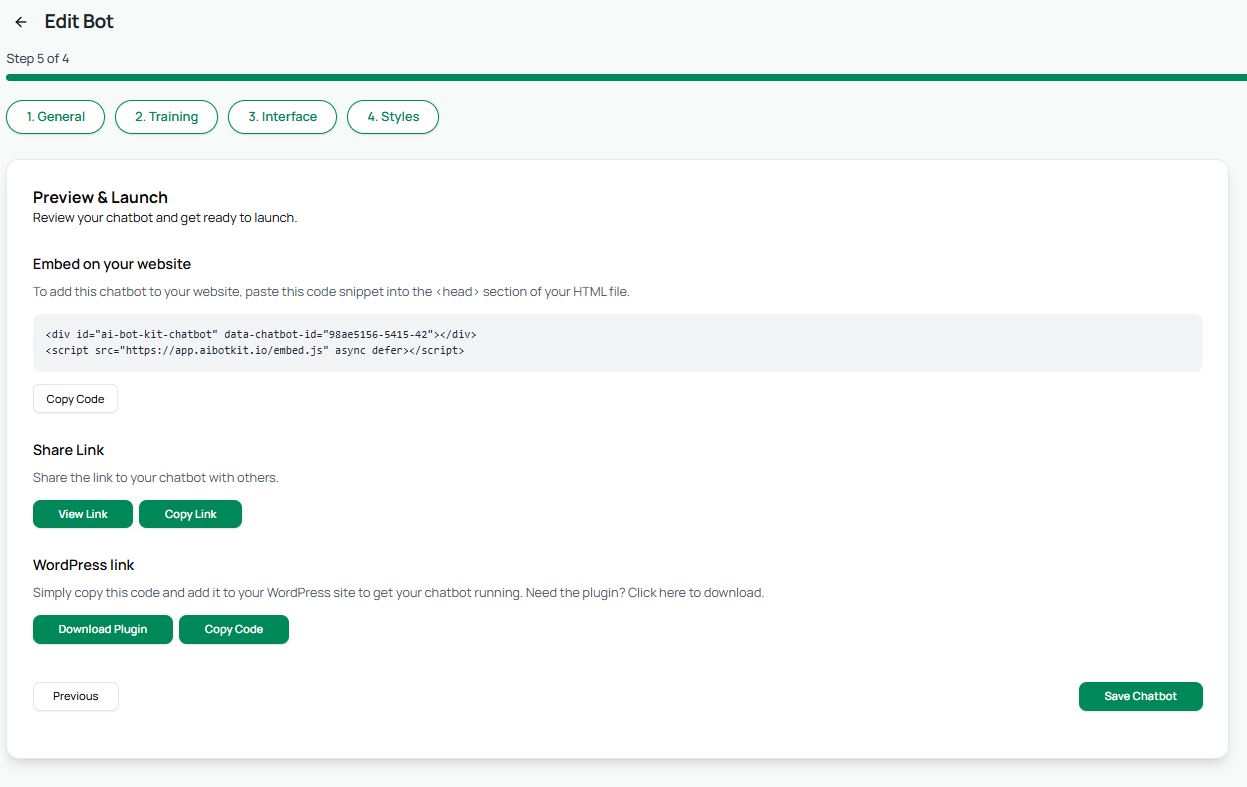 Edit Bot
Step 5 of 4
1. General
2. Training
3. Interface
4. Styles
Preview & Launch
Review your chatbot and get ready to launch.
Embed on your website
To add this chatbot to your website, paste this code snippet into the <head> section of your HTML file.
<div id="ai-bot-kit-chatbot" data-chatbot-id="98ae5156-5415-42"></div>
<script src="https://app.aibotkit.io/embed.js" async defer></script>
Copy Code
Share Link
Share the link to your chatbot with others.
View Link
Copy Link
WordPress link
Simply copy this code and add it to your WordPress site to get your chatbot running. Need the plugin? Click here to download.
Download Plugin
Copy Code
Previous
Save Chatbot